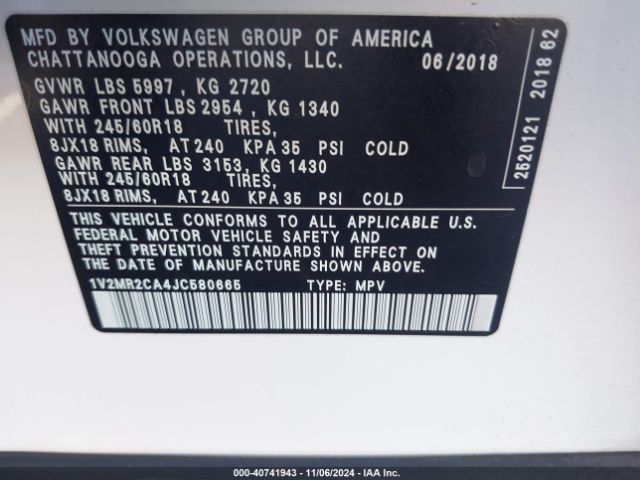 MFD BY VOLKSWAGEN GROUP OF AMERICA
CHATTANOOGA OPERATIONS, LLC. 06/2018
GVWR LBS 5997 , KG 2720
GAWR FRONT LBS 2954 , KG 1340
WITH 245/60R18 TIRES,
8JX18 RIMS, AT 240 KPA 35 PSI COLD
GAWR REAR LBS 3153, KG 1430
WITH 245/60R18 TIRES,
8JX18 RIMS, AT 240 KPA 35 PSI COLD
THIS VEHICLE CONFORMS TO ALL APPLICABLE U.S.
FEDERAL MOTOR VEHICLE SAFETY AND
THEFT PREVENTION STANDARDS IN EFFECT ON
DATE OF MANUFACTURE SHOWN ABOVE.
1V2MR2CA4JC580665 TYPE: MPV
2520121 2018 62
000-40741943 - 11/06/2024 - IAA Inc.